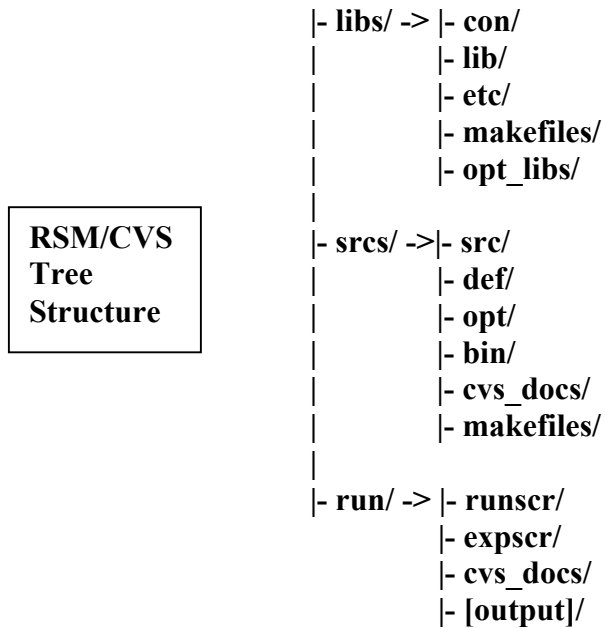 |- libs/ -> |- con/
|           |- lib/
|           |- etc/
|           |- makefiles/
|           |- opt_libs/
|
RSM/CVS
Tree
Structure
|- srcs/ ->|- src/
|           |- def/
|           |- opt/
|           |- bin/
|           |- cvs_docs/
|           |- makefiles/
|
|- run/ -> |- runscr/
|- expscr/
|- cvs_docs/
|- [output]/